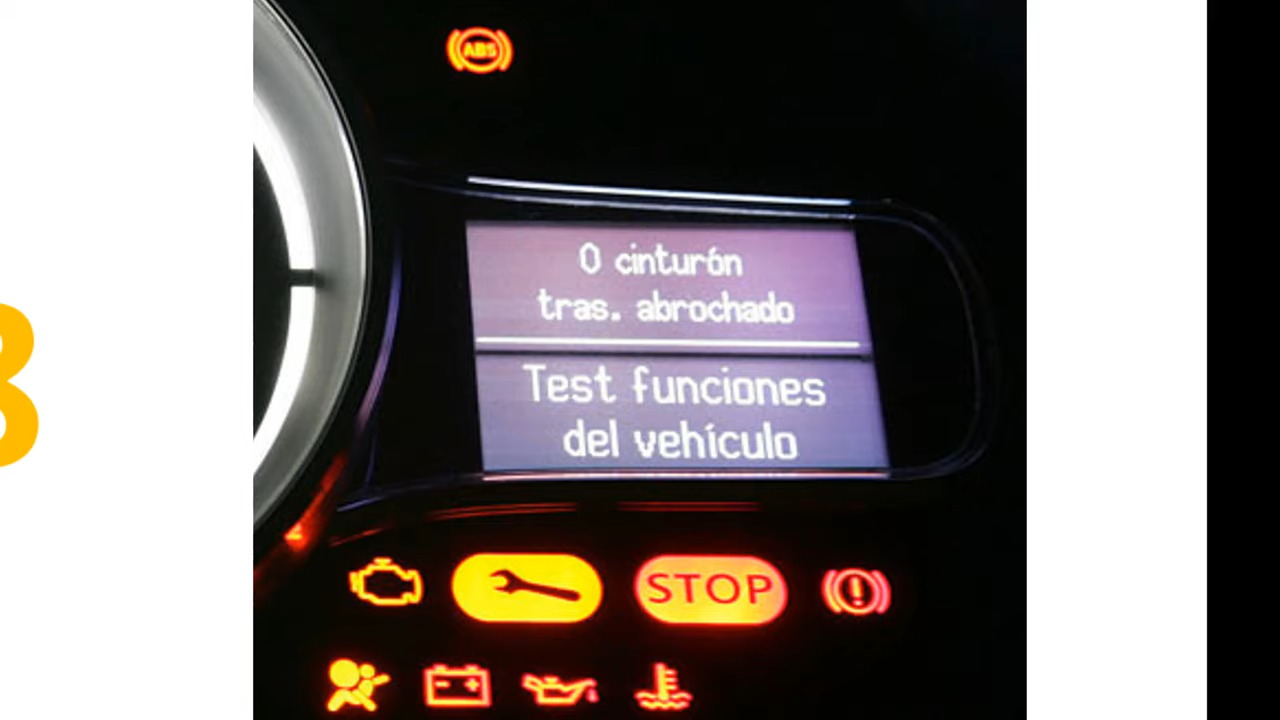 ABS
0 cinturón
tras. abrochado
Test funciones
del vehículo
STOP